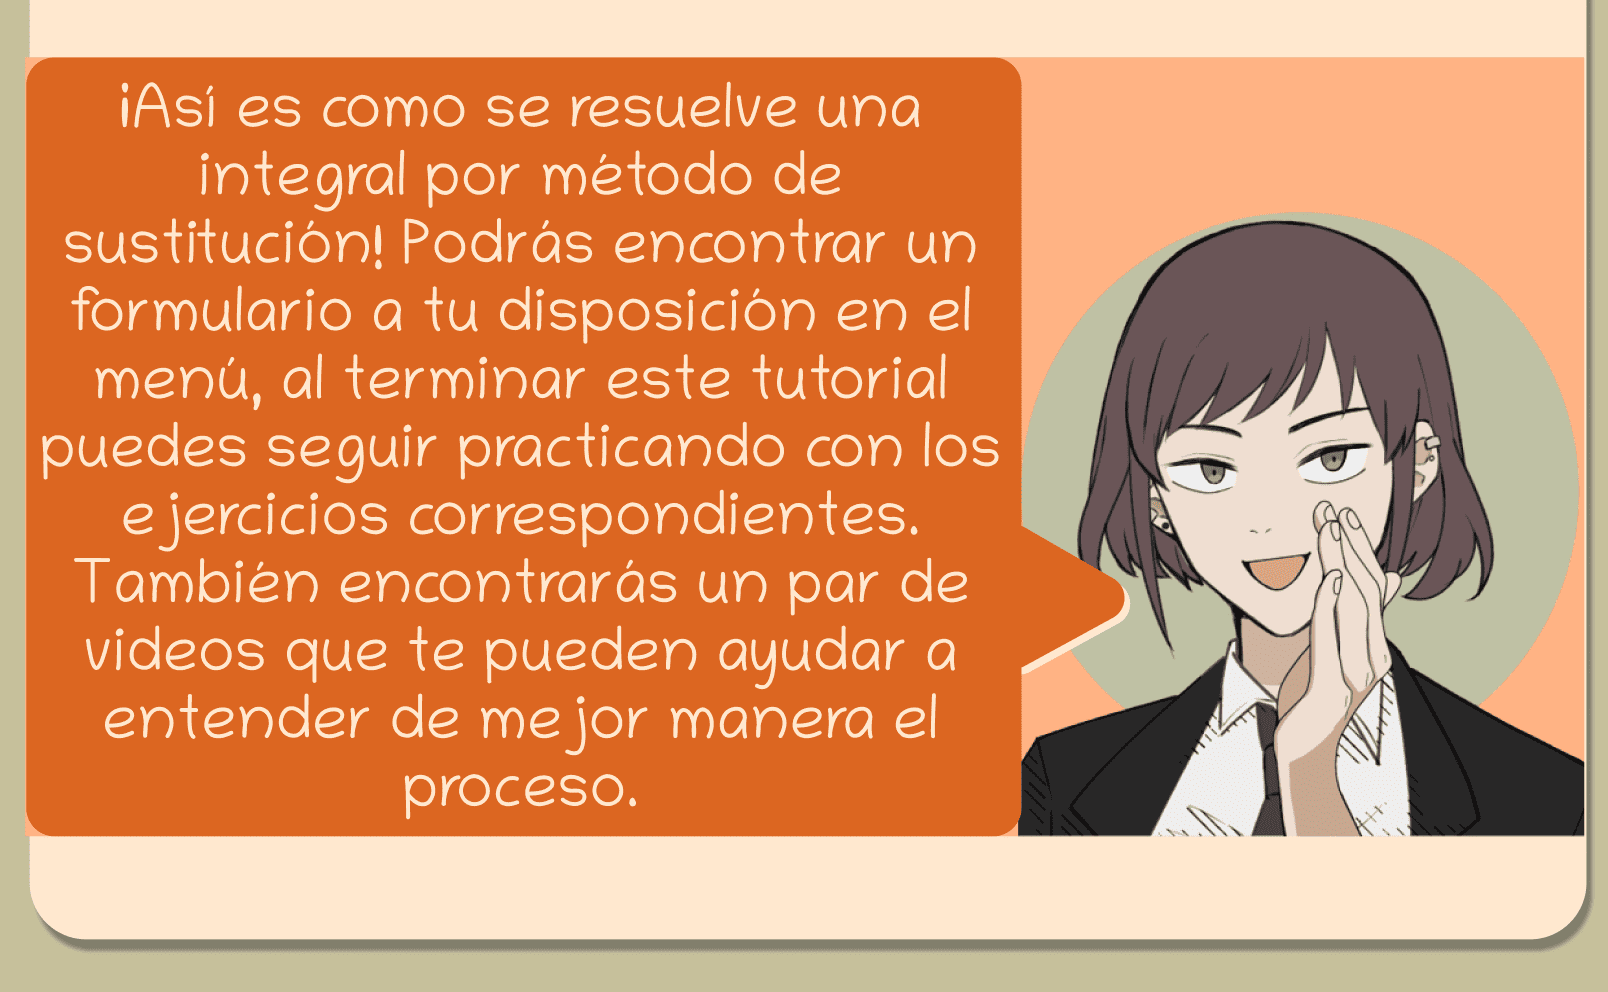 ¡Así es como se resuelve una
integral por método de
sustitución! Podrás encontrar un
formulario a tu disposición en el
menú, al terminar este tutorial
puedes seguir practicando con los
ejercicios correspondientes.
También encontrarás un par de
videos que te pueden ayudar a
entender de mejor manera el
proceso.